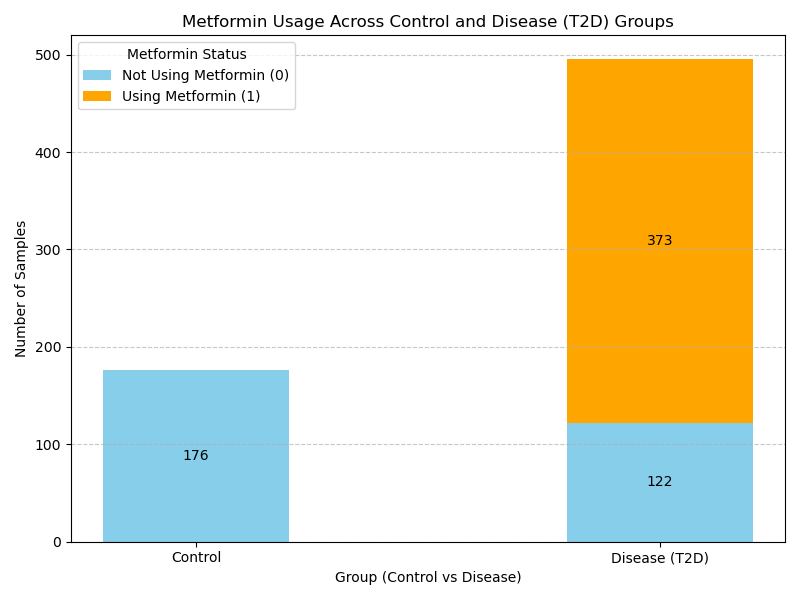 Metformin Usage Across Control and Disease (T2D) Groups
Metformin Status
Not Using Metformin (0)
Using Metformin (1)
Number of Samples
500
400
300
200
100
0
373
176
122
Control
Disease (T2D)
Group (Control vs Disease)